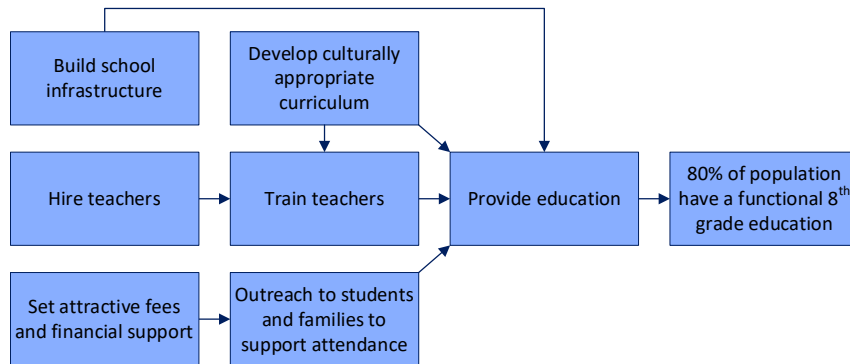 Build school
infrastructure
Develop culturally
appropriate
curriculum
Hire teachers
Train teachers
Provide education
80% of population
have a functional 8th
grade education
Set attractive fees
and financial support
Outreach to students
and families to
support attendance